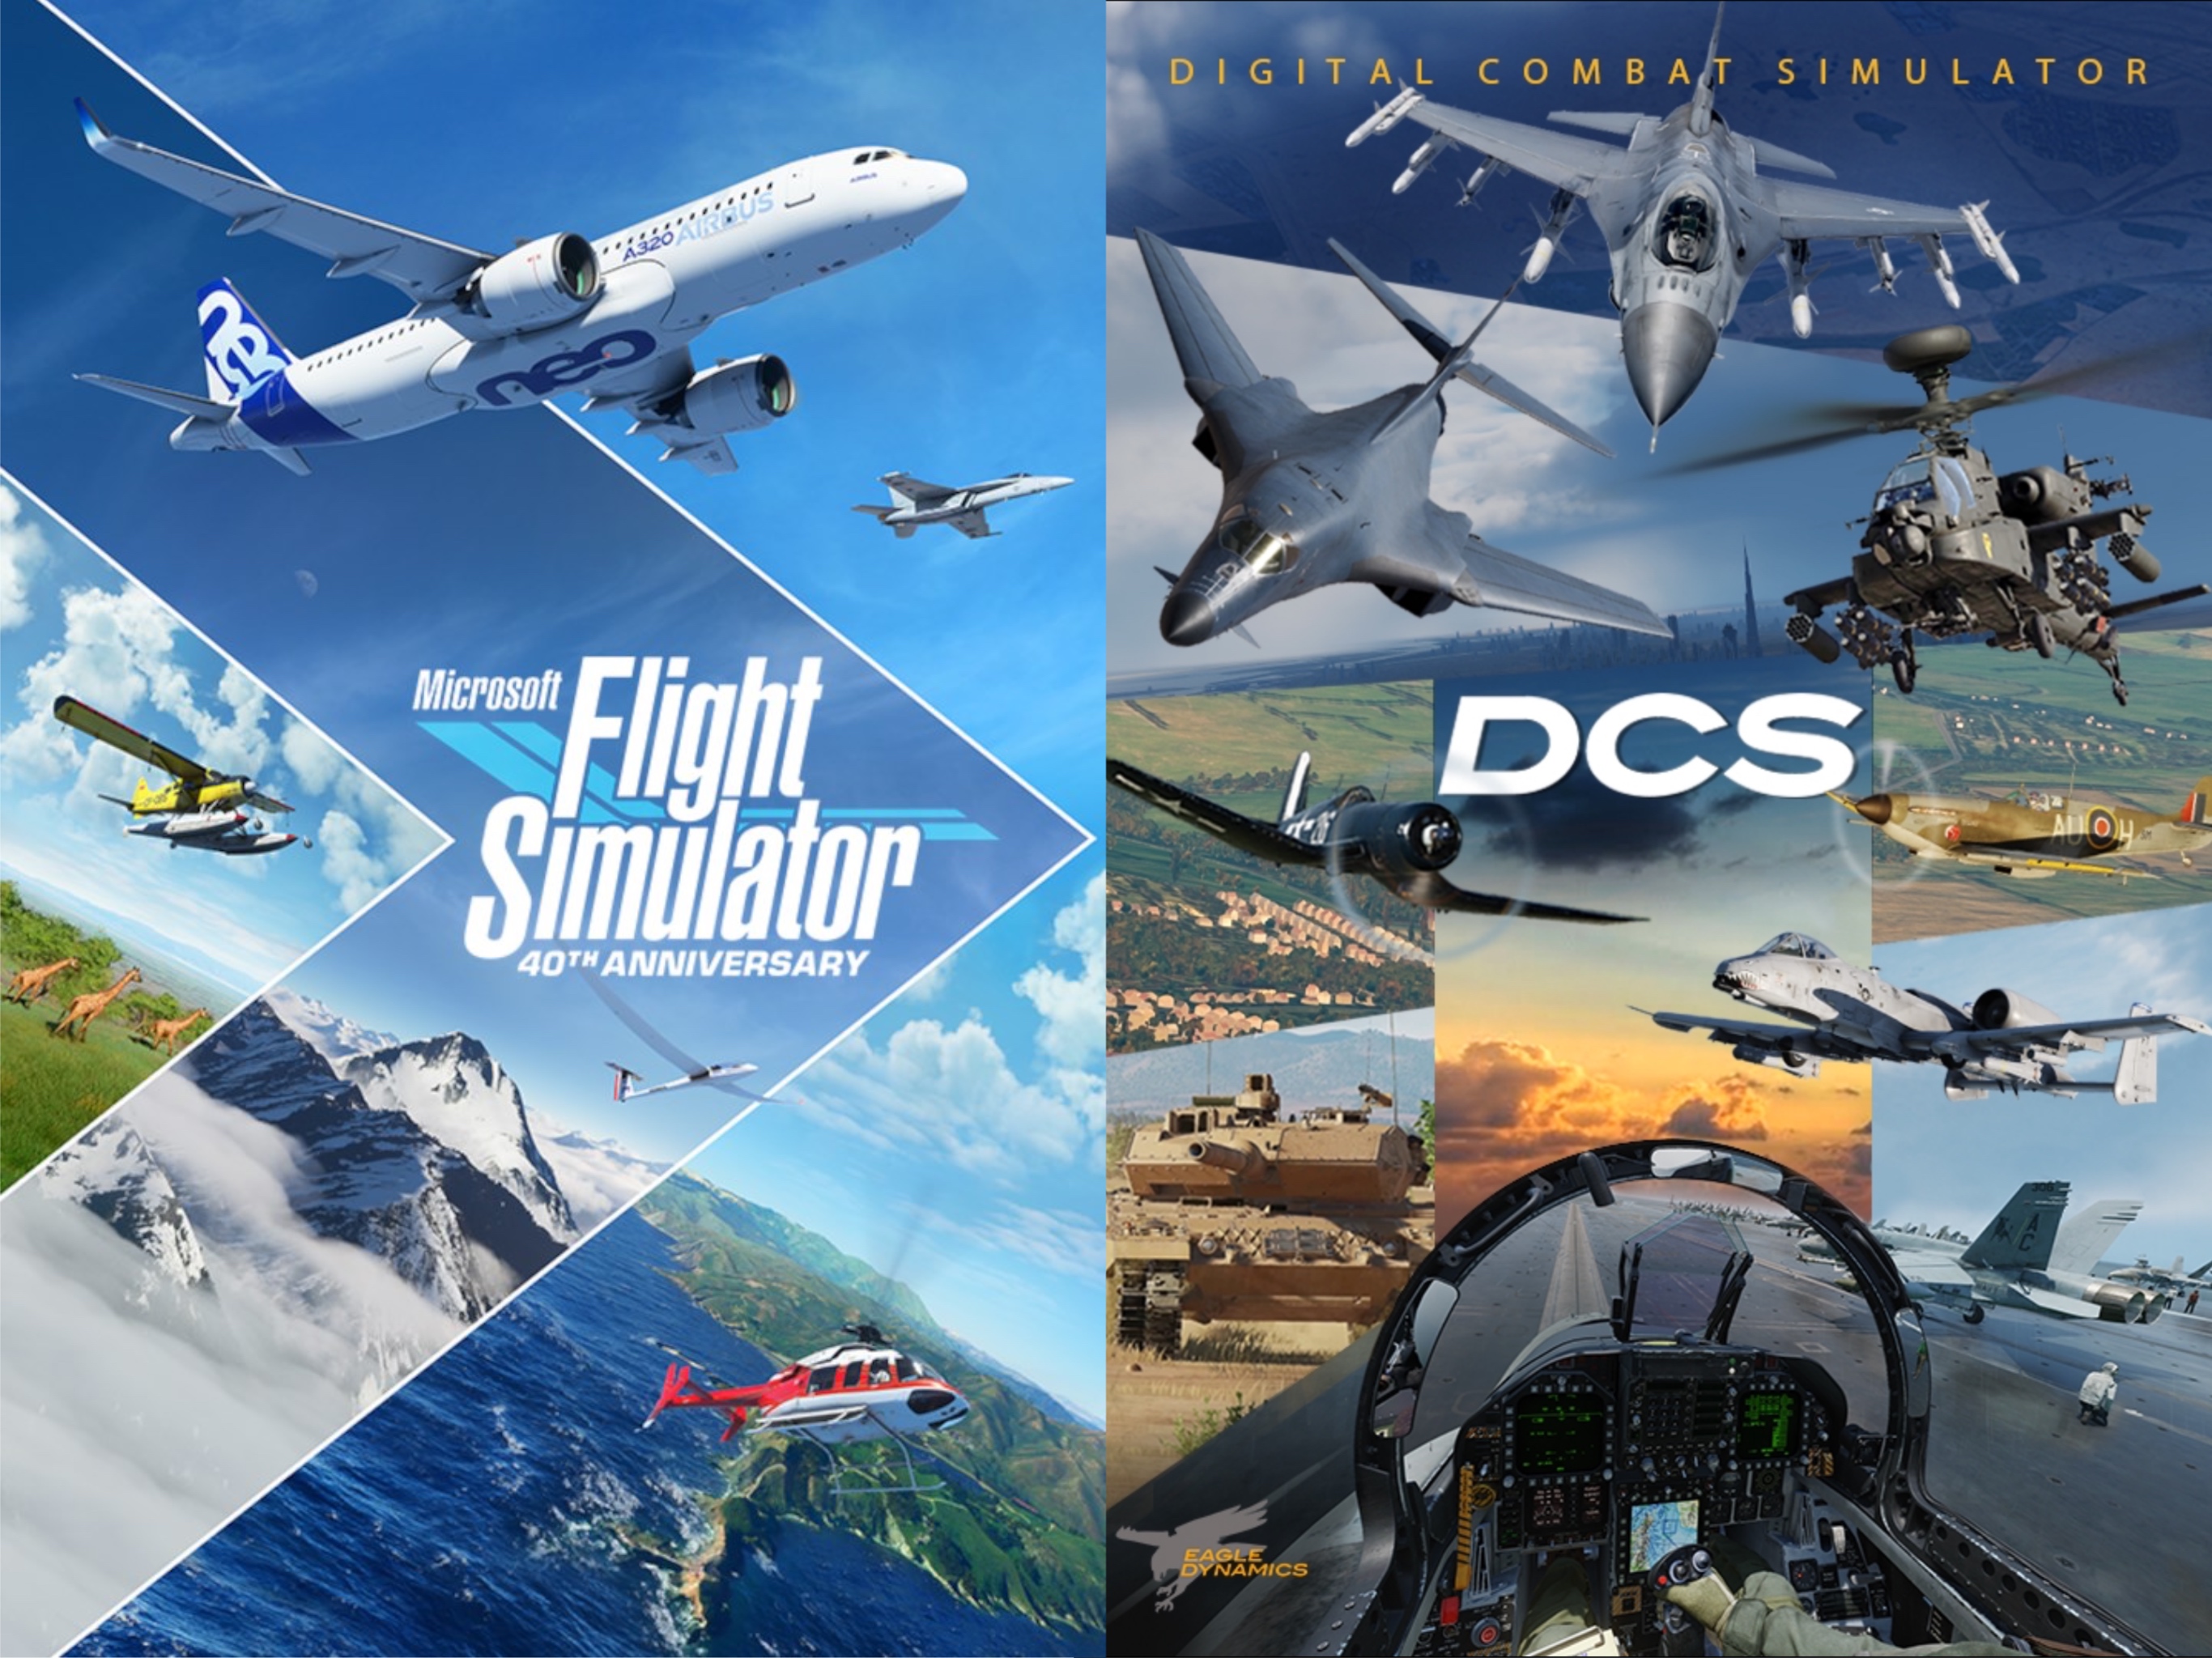 A320 AIRBUS
neo
Microsoft
Flight
Simulator
40TH ANNIVERSARY
DIGITAL COMBAT SIMULATOR
DCS
AU H
A
C
EAGLE
DYNAMICS